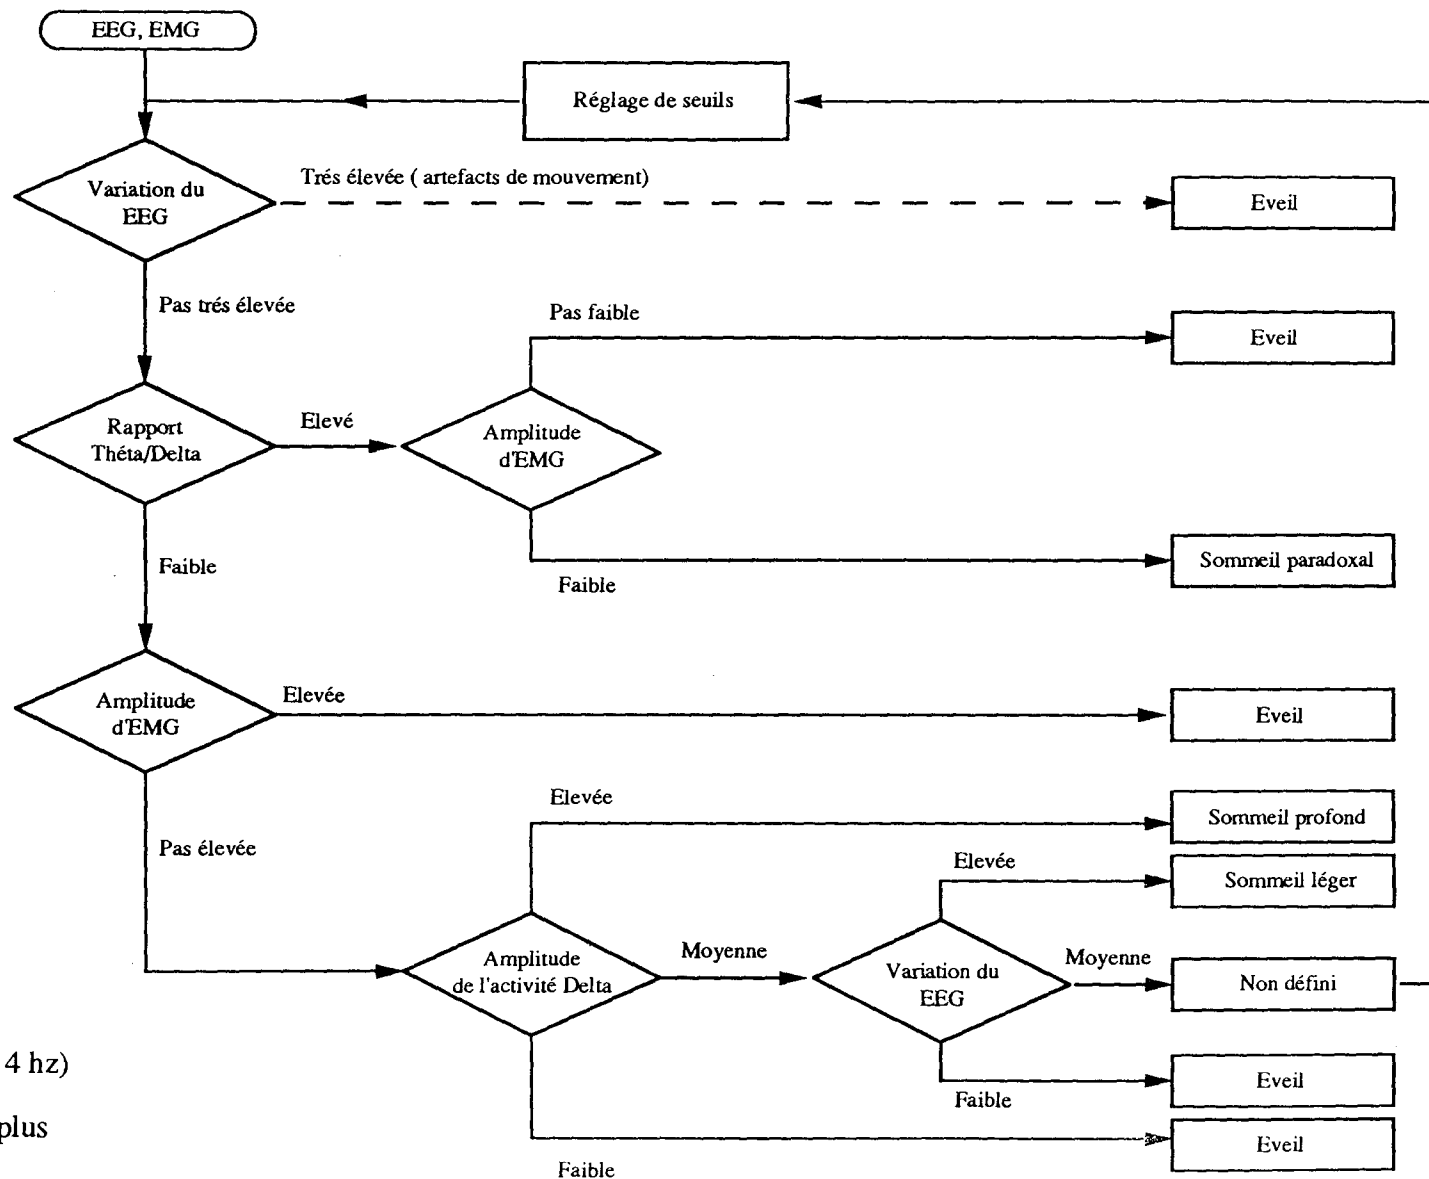 EEG, EMG
Réglage de seuils
Variation du
EEG
Trés élevée ( artefacts de mouvement)
Eveil
Pas trés élevée
Pas faible
Eveil
Rapport
Théta/Delta
Elevé
Amplitude
d'EMG
Faible
Faible
Sommeil paradoxal
Amplitude
d'EMG
Elevée
Eveil
Pas élevée
Elevée
Sommeil profond
Elevée
Sommeil léger
Amplitude
de l'activité Delta
Moyenne
Variation du
EEG
Moyenne
Non défini
Faible
Eveil
Faible
Eveil
4 hz)
plus